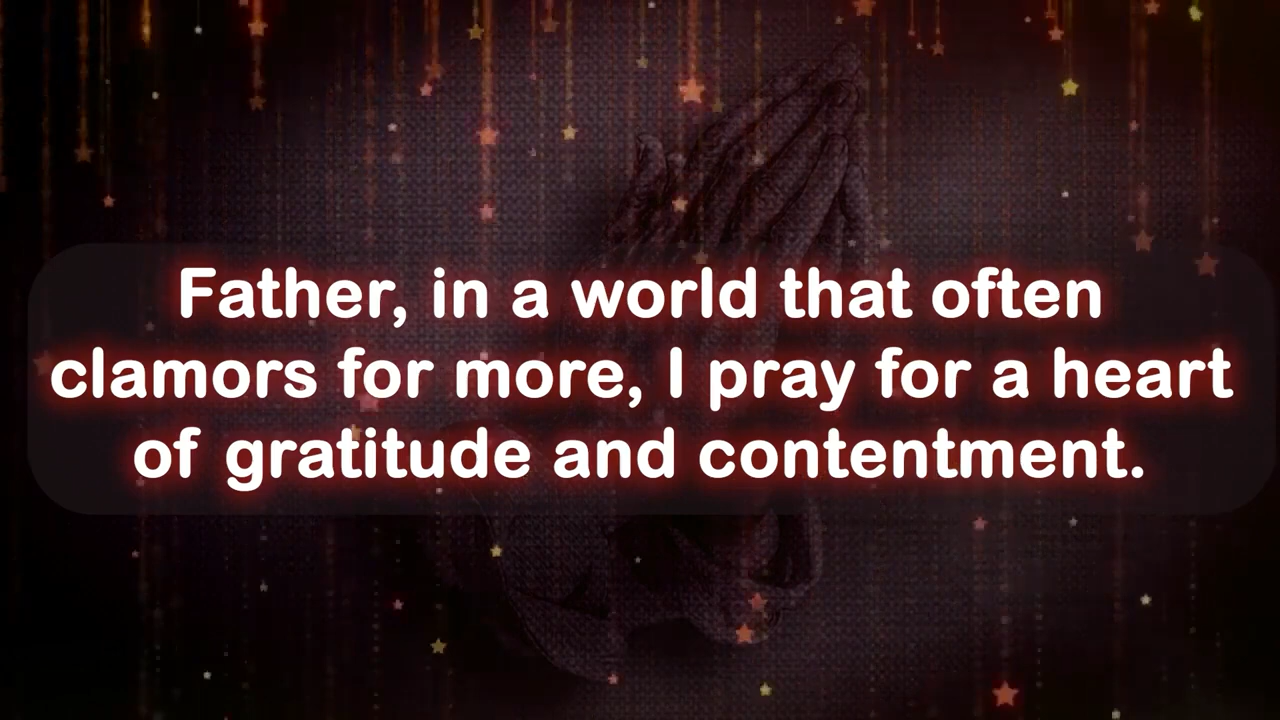 Father, in a world that often
clamors for more, I pray for a heart
of gratitude and contentment.